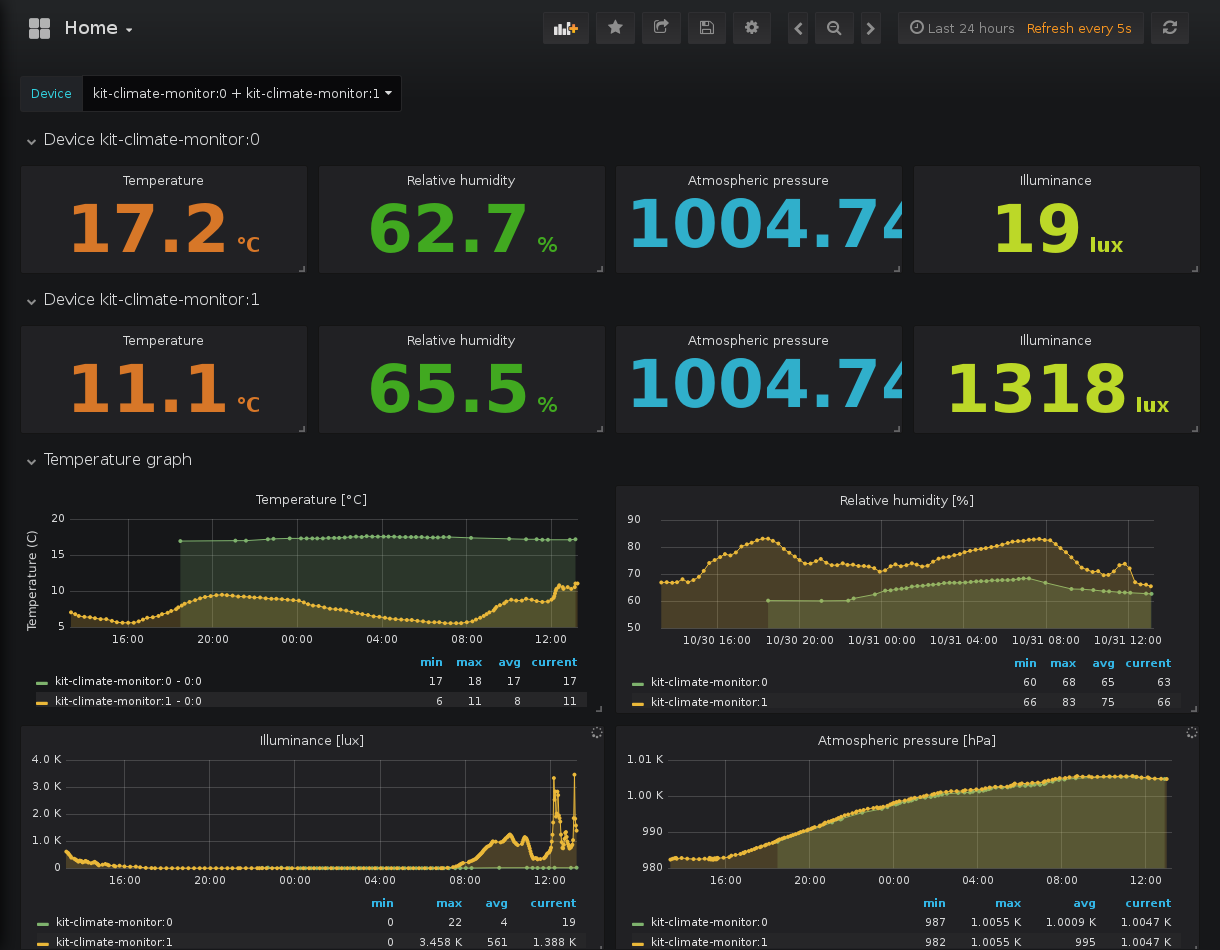 Home
Last 24 hours Refresh every 5s
Device kit-climate-monitor:0 + kit-climate-monitor:1
Device kit-climate-monitor:0
Temperature Relative humidity Atmospheric pressure Illuminance
17.2 °C 62.7 % 1004.74 19 lux
Device kit-climate-monitor:1
Temperature Relative humidity Atmospheric pressure Illuminance
11.1 °C 65.5 % 1004.74 1318 lux
Temperature graph
Temperature [°C]
Temperature (C)
20
15
10
5
16:00 20:00 00:00 04:00 08:00 12:00
min max avg current
kit-climate-monitor:0 - 0:0 17 18 17 17
kit-climate-monitor:1 - 0:0 6 11 8 11
Relative humidity [%]
90
80
70
60
50
10/30 16:00 10/30 20:00 10/31 00:00 10/31 04:00 10/31 08:00 10/31 12:00
min max avg current
kit-climate-monitor:0 60 68 65 63
kit-climate-monitor:1 66 83 75 66
Illuminance [lux]
4.0 K
3.0 K
2.0 K
1.0 K
0
16:00 20:00 00:00 04:00 08:00 12:00
min max avg current
kit-climate-monitor:0 0 22 4 19
kit-climate-monitor:1 0 3.458 K 561 1.388 K
Atmospheric pressure [hPa]
1.01 K
1.00 K
990
980
16:00 20:00 00:00 04:00 08:00 12:00
min max avg current
kit-climate-monitor:0 987 1.0055 K 1.0009 K 1.0047 K
kit-climate-monitor:1 982 1.0055 K 995 1.0047 K